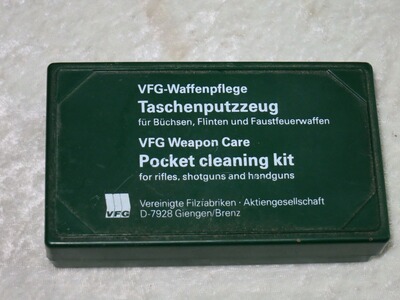 VFG-Waffenpflege
Taschenputzzeug
für Büchsen, Flinten und Faustfeuerwaffen
VFG Weapon Care
Pocket cleaning kit
for rifles, shotguns and handguns
VFG
Vereinigte Filzfabriken · Aktiengesellschaft
D-7928 Giengen/Brenz